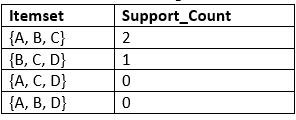 Itemset Support_Count
{A, B, C} 2
{B, C, D} 1
{A, C, D} 0
{A, B, D} 0